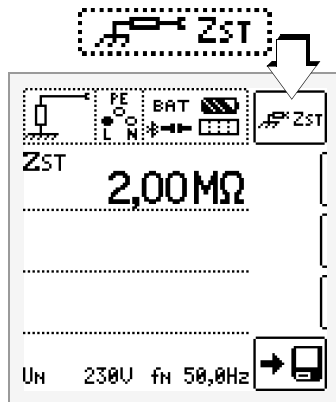 ZST
PE
BAT
L N
ZST
ZST
2,00MΩ
UN 230V fN 50,0Hz